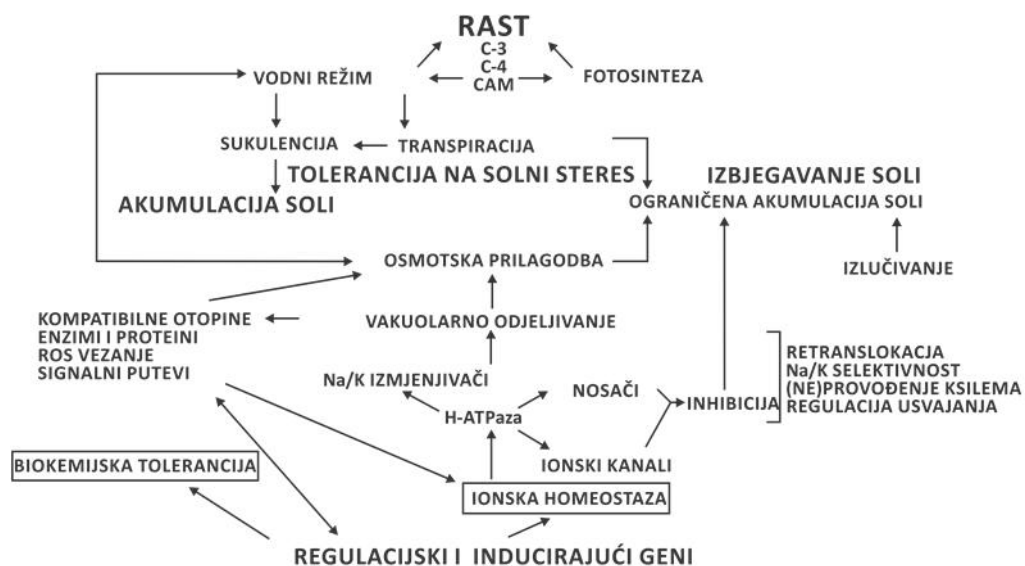 RAST
C-3
C-4
CAM
VODNI REŽIM
FOTOSINTEZA
SUKULENCIJA
TRANSPIRACIJA
TOLERANCIJA NA SOLNI STERES
IZBJEGAVANJE SOLI
AKUMULACIJA SOLI
OGRANIČENA AKUMULACIJA SOLI
OSMOTSKA PRILAGODBA
IZLUČIVANJE
KOMPATIBILNE OTOPINE
ENZIMI I PROTEINI
ROS VEZANJE
SIGNALNI PUTEVI
VAKUOLARNO ODJELJIVANJE
RETRANSLOKACJA
Na/K SELEKTIVNOST
(NE)PROVOĐENJE KSILEMA
REGULACIJA USVAJANJA
Na/K IZMJENJIVAČI
NOSAČI
INHIBICIJA
H-ATPaza
IONSKI KANALI
BIOKEMIJSKA TOLERANCIJA
IONSKA HOMEOSTAZA
REGULACIJSKI I INDUCIRAJUĆI GENI